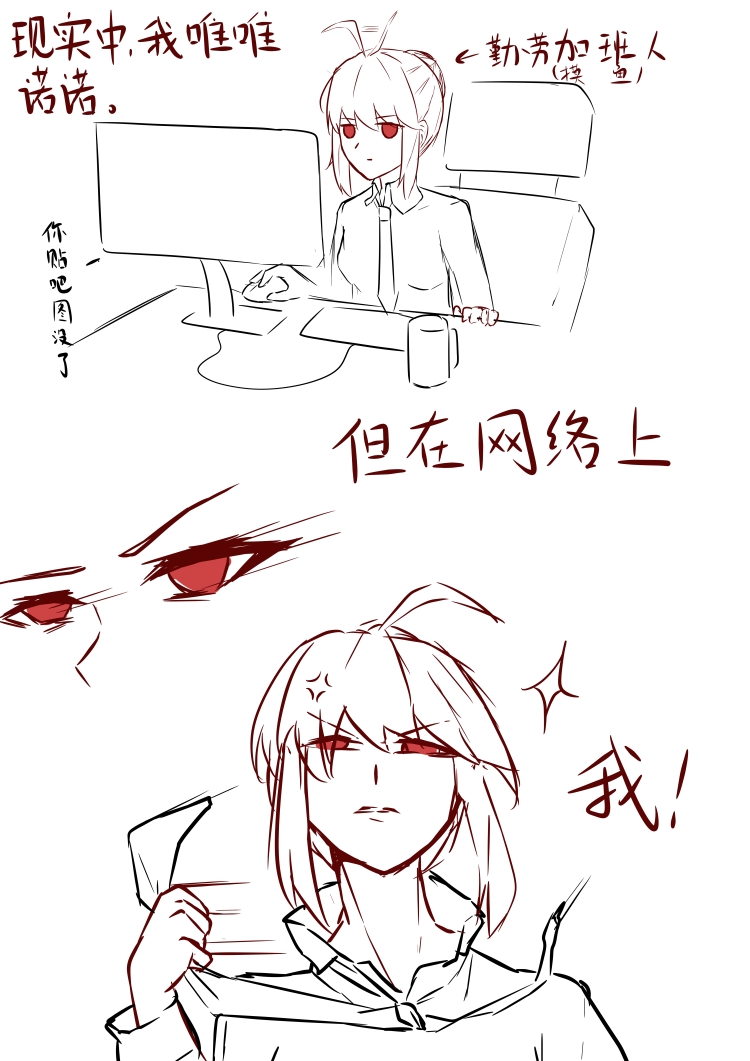 现实中，我唯唯
诺诺。
←勤劳加班人
（摸鱼）
你贴吧图没了
但在网络上
我！